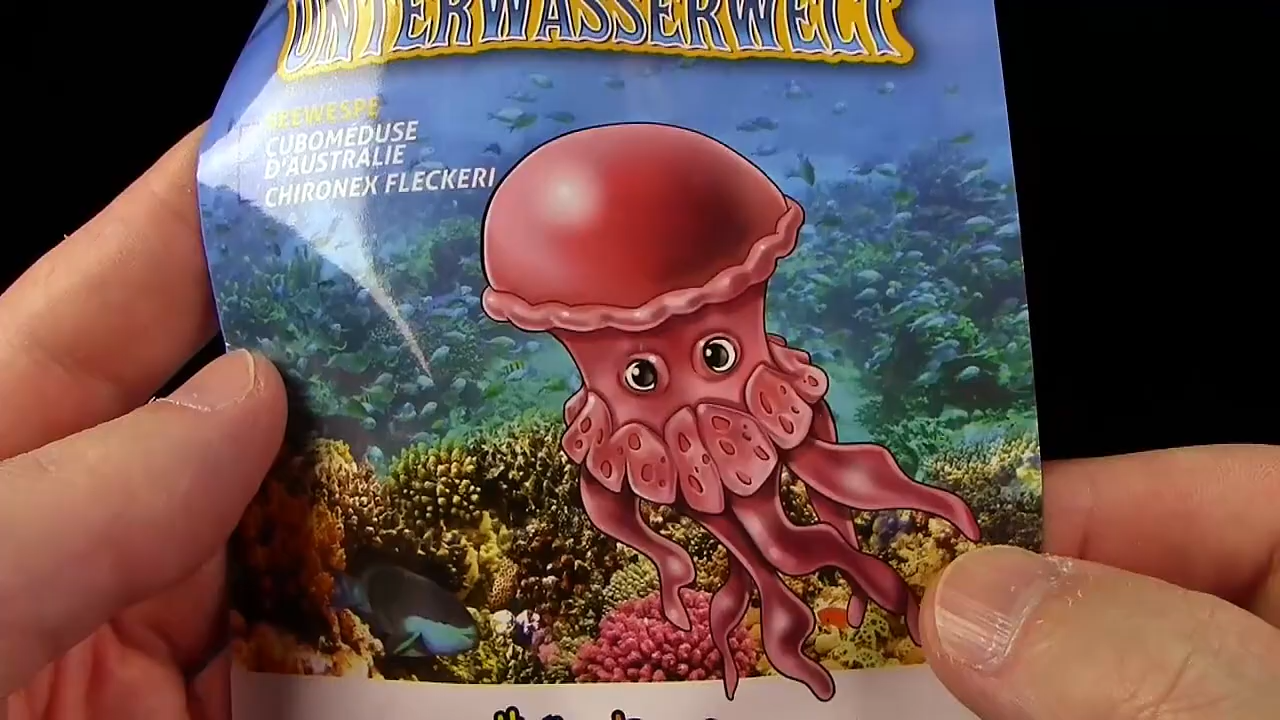 UNTERWASSERWELT
SEEWESPE
CUBOMÉDUSE
D'AUSTRALIE
CHIRONEX FLECKERI